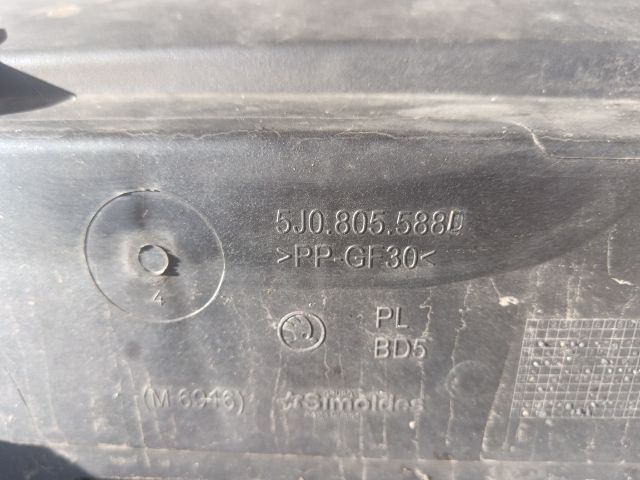 5J0.805.588D
>PP-GF30<
4
PL
BD5
(M 6946)
Simoldes